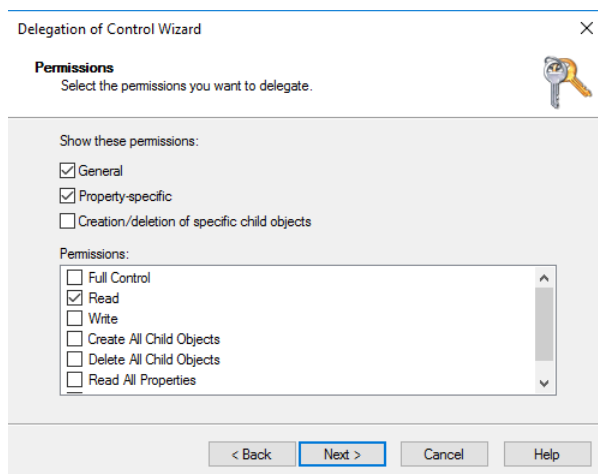 Delegation of Control Wizard
Permissions
Select the permissions you want to delegate.
Show these permissions:
General
Property-specific
Creation/deletion of specific child objects
Permissions:
Full Control
Read
Write
Create All Child Objects
Delete All Child Objects
Read All Properties
< Back Next > Cancel Help